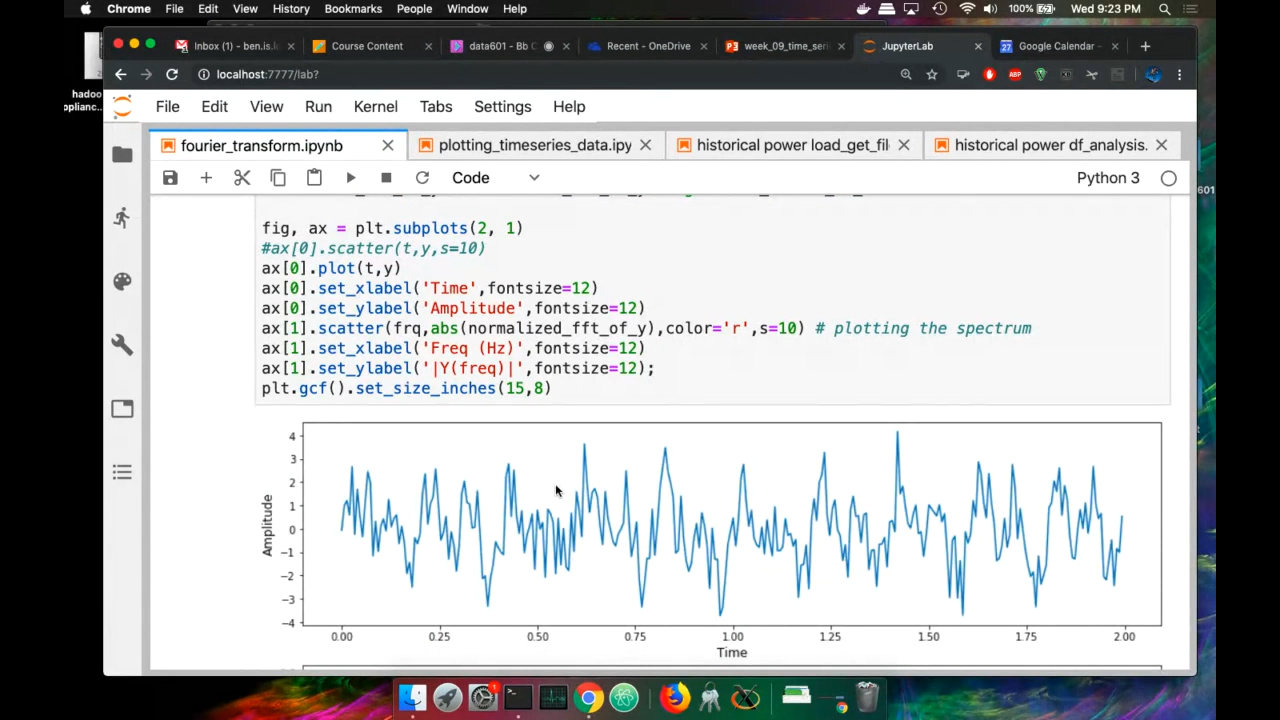 Chrome File Edit View History Bookmarks People Window Help 100% Wed 9:23 PM
Inbox (1) - ben.is. Course Content data601 - Bb C Recent - OneDrive week_09_time_seri JupyterLab Google Calendar -
localhost:7777/lab?
ABP
hadoo
pplianc...
File Edit View Run Kernel Tabs Settings Help
fourier_transform.ipynb plotting_timeseries_data.ipy historical power load_get_fil historical power df_analysis.
Code Python 3
601
fig, ax = plt.subplots(2, 1)
#ax[0].scatter(t,y,s=10)
ax[0].plot(t,y)
ax[0].set_xlabel('Time',fontsize=12)
ax[0].set_ylabel('Amplitude',fontsize=12)
ax[1].scatter(frq,abs(normalized_fft_of_y),color='r',s=10) # plotting the spectrum
ax[1].set_xlabel('Freq (Hz)',fontsize=12)
ax[1].set_ylabel('|Y(freq)|',fontsize=12);
plt.gcf().set_size_inches(15,8)
4
3
2
1
0
−1
−2
−3
−4
Amplitude
0.00 0.25 0.50 0.75 1.00 1.25 1.50 1.75 2.00
Time